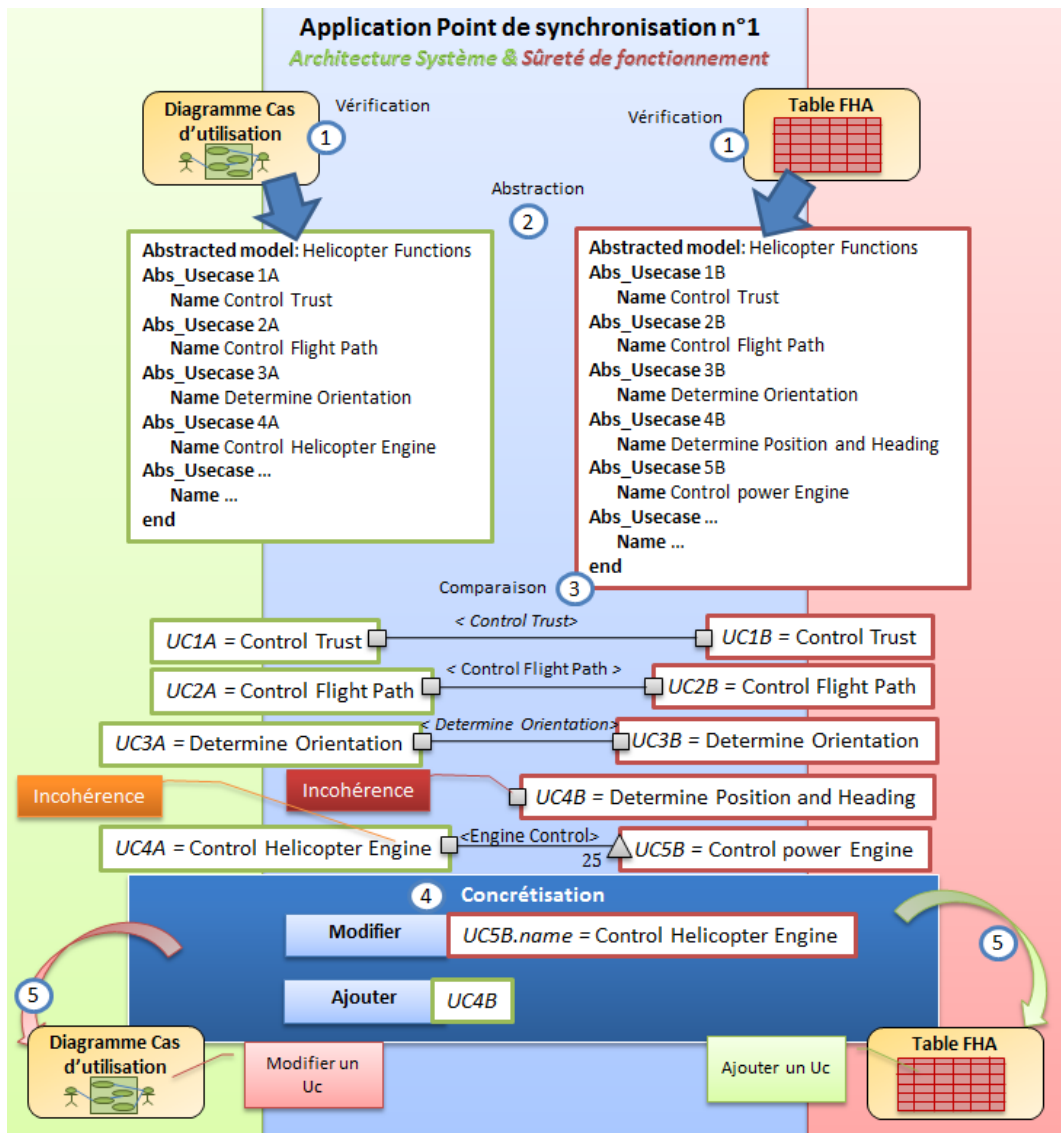 Application Point de synchronisation n°1
Architecture Système & Sûreté de fonctionnement
Diagramme Cas
d'utilisation
1
Vérification
Vérification
1
Table FHA
Abstraction
2
Abstracted model: Helicopter Functions
Abs_Usecase 1A
Name Control Trust
Abs_Usecase 2A
Name Control Flight Path
Abs_Usecase 3A
Name Determine Orientation
Abs_Usecase 4A
Name Control Helicopter Engine
Abs_Usecase ...
Name ...
end
Abstracted model: Helicopter Functions
Abs_Usecase 1B
Name Control Trust
Abs_Usecase 2B
Name Control Flight Path
Abs_Usecase 3B
Name Determine Orientation
Abs_Usecase 4B
Name Determine Position and Heading
Abs_Usecase 5B
Name Control power Engine
Abs_Usecase ...
Name ...
end
Comparaison 3
UC1A = Control Trust
< Control Trust>
UC1B = Control Trust
UC2A = Control Flight Path
< Control Flight Path >
UC2B = Control Flight Path
UC3A = Determine Orientation
< Determine Orientation>
UC3B = Determine Orientation
Incohérence
Incohérence
UC4B = Determine Position and Heading
UC4A = Control Helicopter Engine
<Engine Control>
25
UC5B = Control power Engine
4 Concrétisation
Modifier
UC5B.name = Control Helicopter Engine
Ajouter
UC4B
5
5
Diagramme Cas
d'utilisation
Modifier un
Uc
Ajouter un Uc
Table FHA